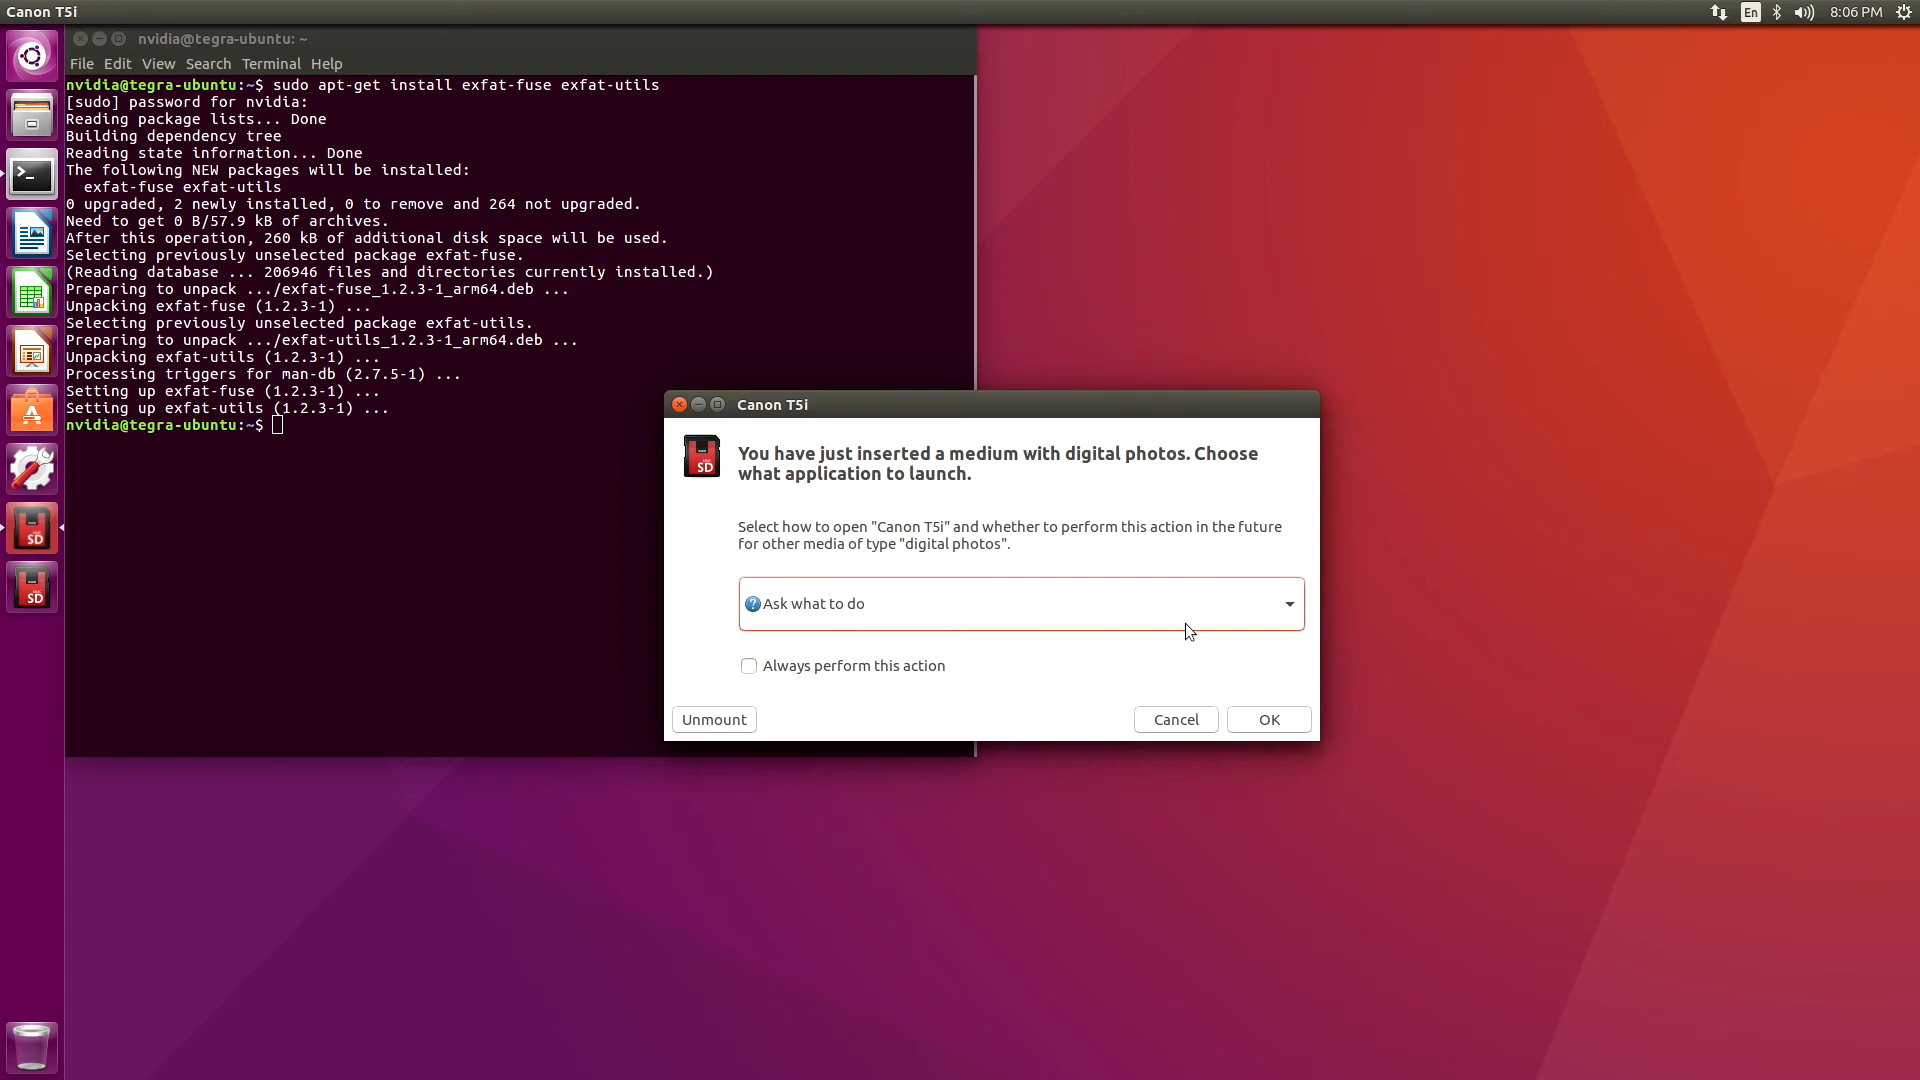 Canon T5i
En
8:06 PM
nvidia@tegra-ubuntu: ~
File Edit View Search Terminal Help
nvidia@tegra-ubuntu:~$ sudo apt-get install exfat-fuse exfat-utils
[sudo] password for nvidia:
Reading package lists... Done
Building dependency tree
Reading state information... Done
The following NEW packages will be installed:
  exfat-fuse exfat-utils
0 upgraded, 2 newly installed, 0 to remove and 264 not upgraded.
Need to get 0 B/57.9 kB of archives.
After this operation, 260 kB of additional disk space will be used.
Selecting previously unselected package exfat-fuse.
(Reading database ... 206946 files and directories currently installed.)
Preparing to unpack .../exfat-fuse_1.2.3-1_arm64.deb ...
Unpacking exfat-fuse (1.2.3-1) ...
Selecting previously unselected package exfat-utils.
Preparing to unpack .../exfat-utils_1.2.3-1_arm64.deb ...
Unpacking exfat-utils (1.2.3-1) ...
Processing triggers for man-db (2.7.5-1) ...
Setting up exfat-fuse (1.2.3-1) ...
Setting up exfat-utils (1.2.3-1) ...
nvidia@tegra-ubuntu:~$
Canon T5i
SD
You have just inserted a medium with digital photos. Choose
what application to launch.
Select how to open "Canon T5i" and whether to perform this action in the future
for other media of type "digital photos".
Ask what to do
Always perform this action
Unmount
Cancel
OK
SD
SD